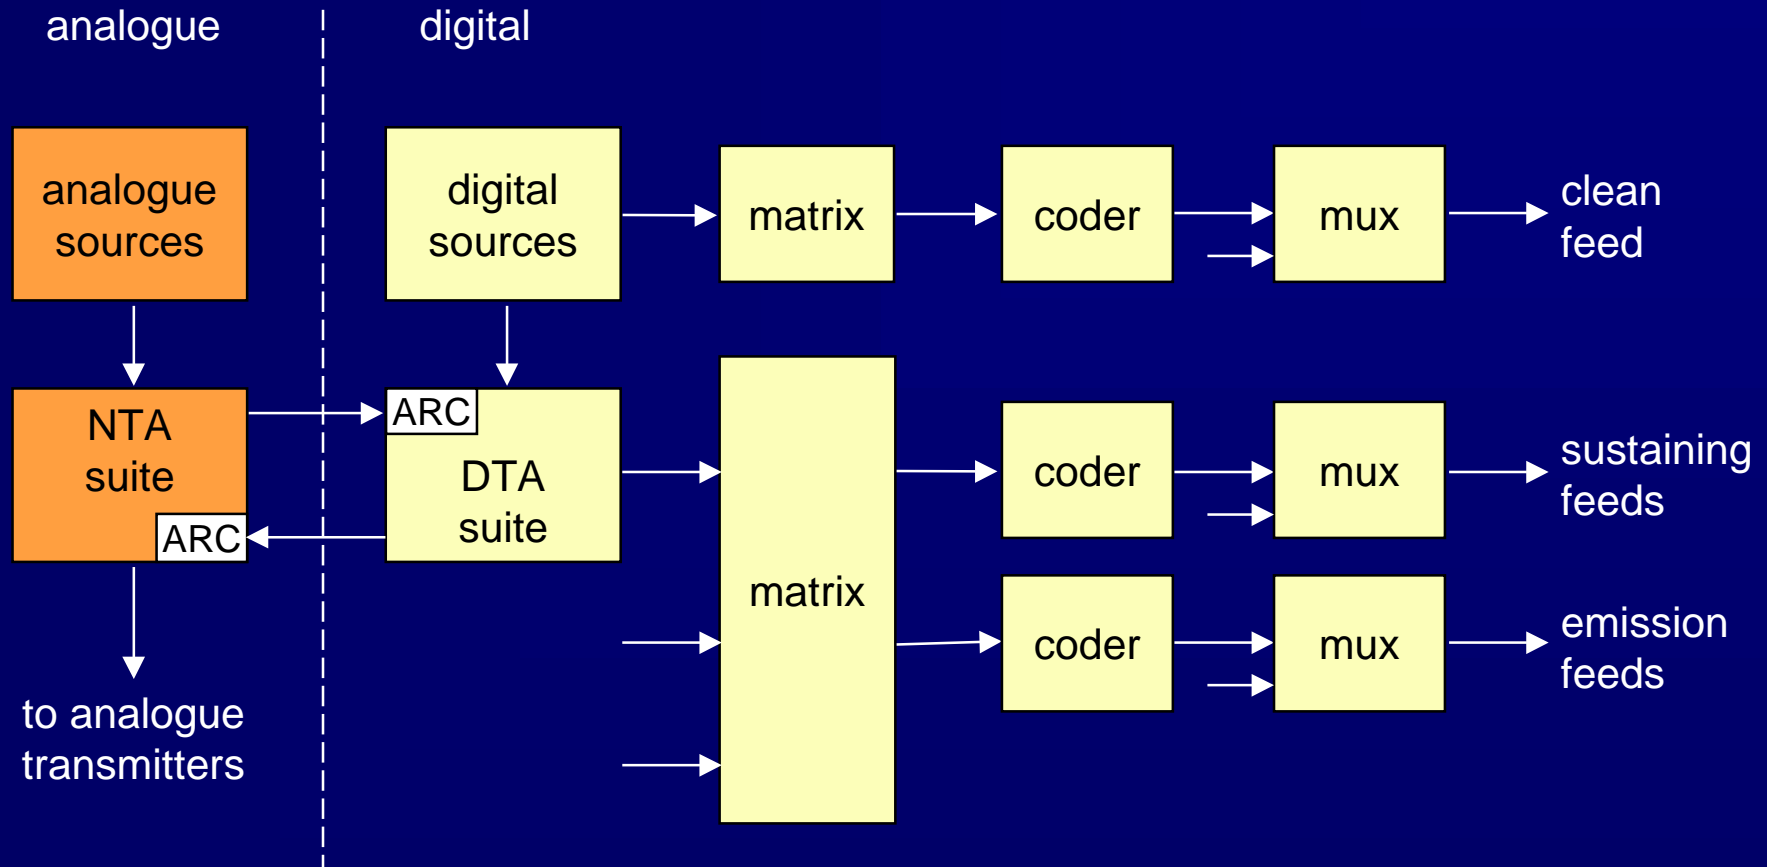 analogue
digital
analogue
sources
digital
sources
matrix
coder
mux
clean
feed
NTA
suite
ARC
ARC
DTA
suite
matrix
coder
mux
sustaining
feeds
coder
mux
emission
feeds
to analogue
transmitters